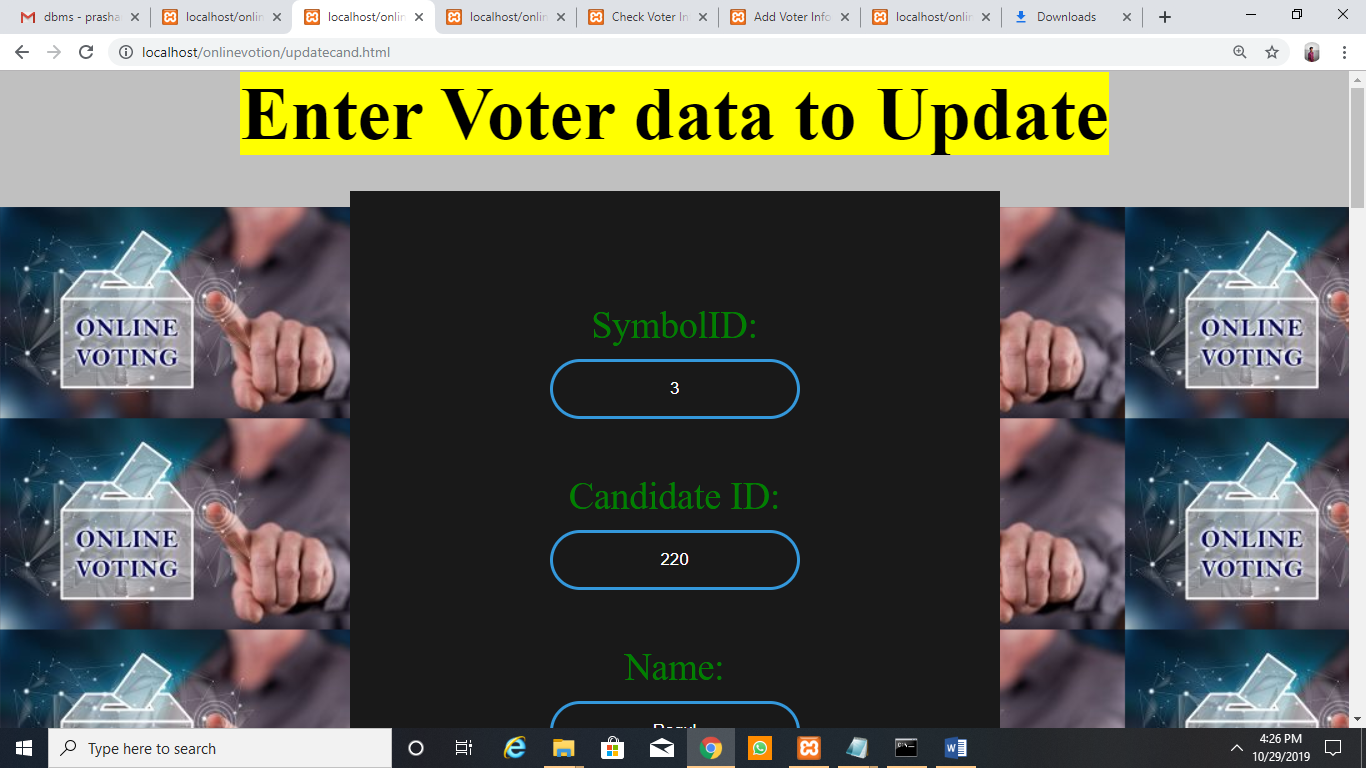 dbms - prasha
localhost/onlin
localhost/onlin
localhost/onlin
Check Voter In
Add Voter Info
localhost/onlin
Downloads
localhost/onlinevotion/updatecand.html
Enter Voter data to Update
SymbolID:
3
Candidate ID:
220
Name:
ONLINE
VOTING
ONLINE
VOTING
ONLINE
VOTING
ONLINE
VOTING
Type here to search
4:26 PM
10/29/2019